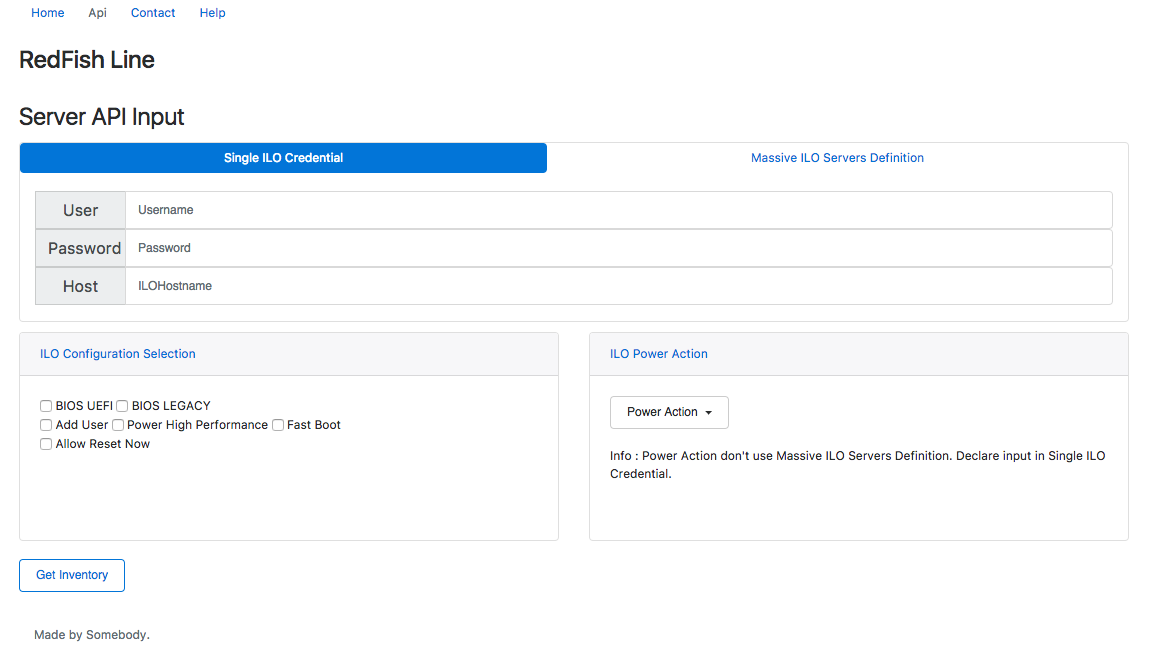 Home Api Contact Help
RedFish Line
Server API Input
Single ILO Credential Massive ILO Servers Definition
User Username
Password Password
Host ILOHostname
ILO Configuration Selection
BIOS UEFI BIOS LEGACY
Add User Power High Performance Fast Boot
Allow Reset Now
ILO Power Action
Power Action
Info : Power Action don't use Massive ILO Servers Definition. Declare input in Single ILO
Credential.
Get Inventory
Made by Somebody.